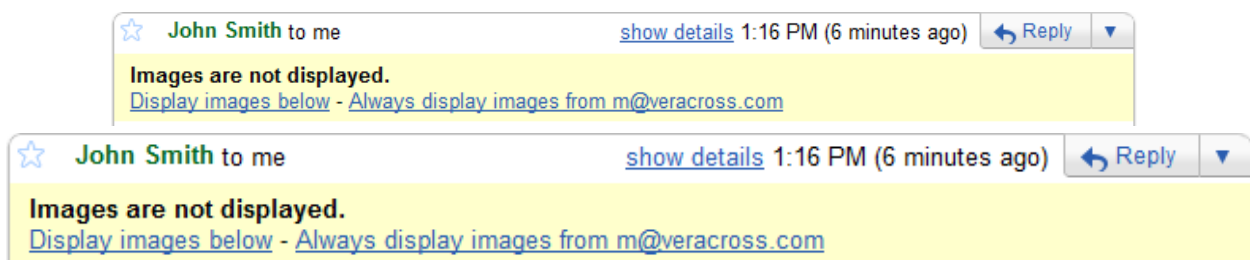 John Smith to me show details 1:16 PM (6 minutes ago) Reply
Images are not displayed.
Display images below - Always display images from m@veracross.com
John Smith to me show details 1:16 PM (6 minutes ago) Reply
Images are not displayed.
Display images below - Always display images from m@veracross.com